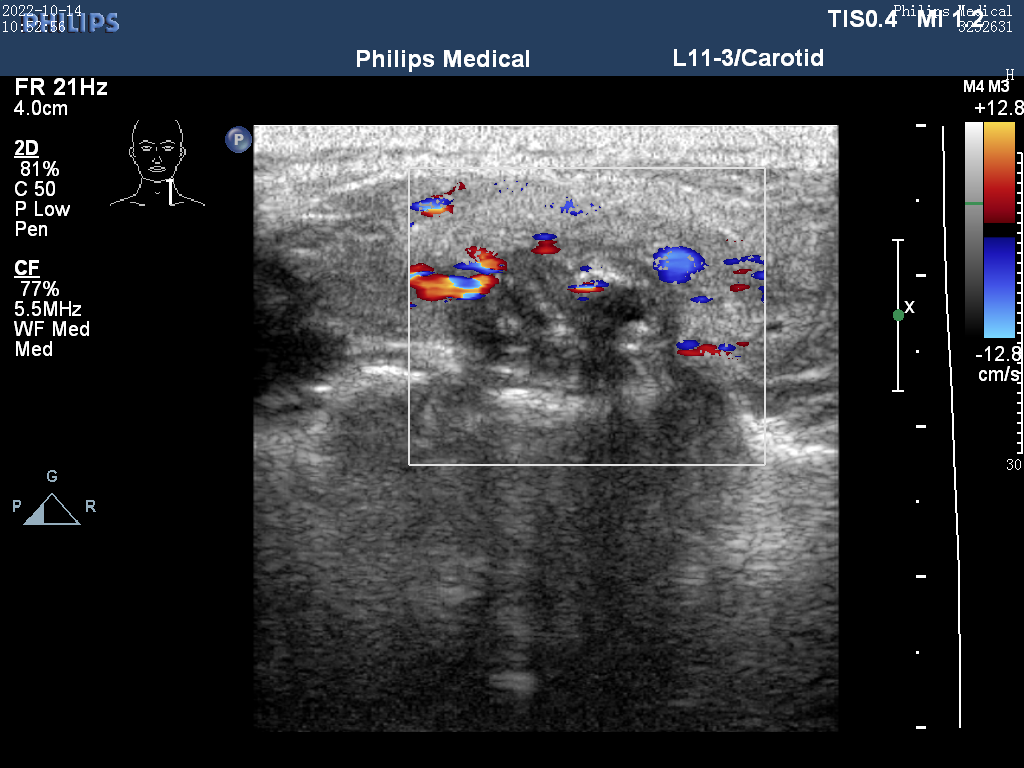 2022-10-14
10:52:56
PHILIPS
TIS0.4 MI 1.2
Philips Medical
3292631
Philips Medical
L11-3/Carotid
FR 21Hz
4.0cm
2D
81%
C 50
P Low
Pen
CF
77%
5.5MHz
WF Med
Med
P
H
M4 M3
+12.8
X
-12.8
cm/s
30
G
P R